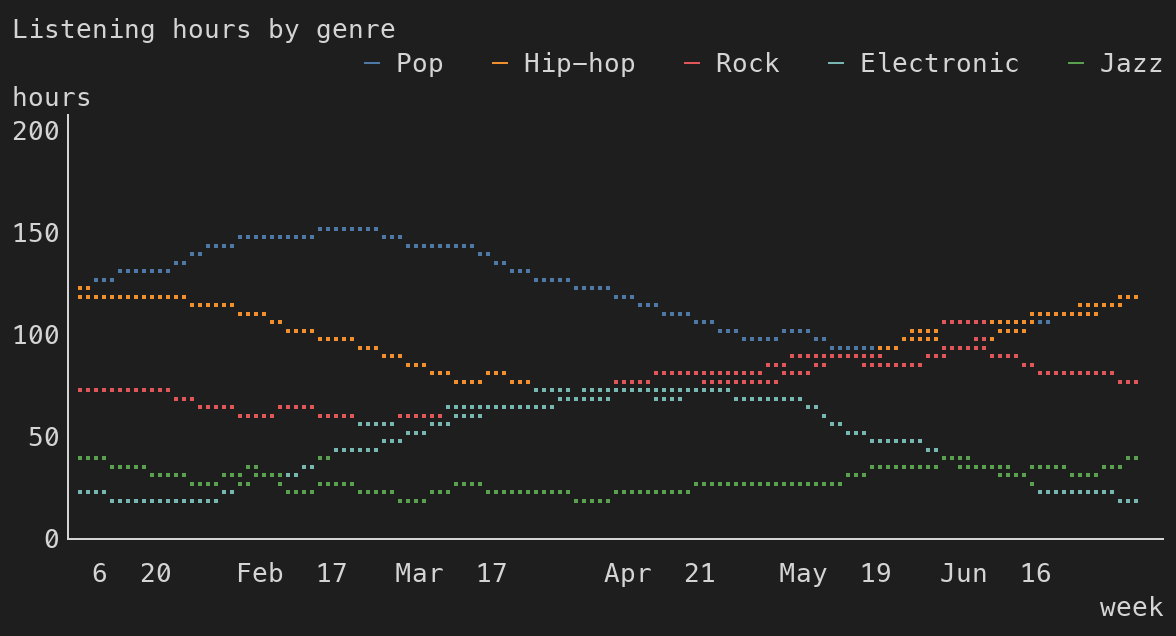 Listening hours by genre
Pop Hip-hop Rock Electronic Jazz
hours
200
150
100
50
0
6 20 Feb 17 Mar 17 Apr 21 May 19 Jun 16
week